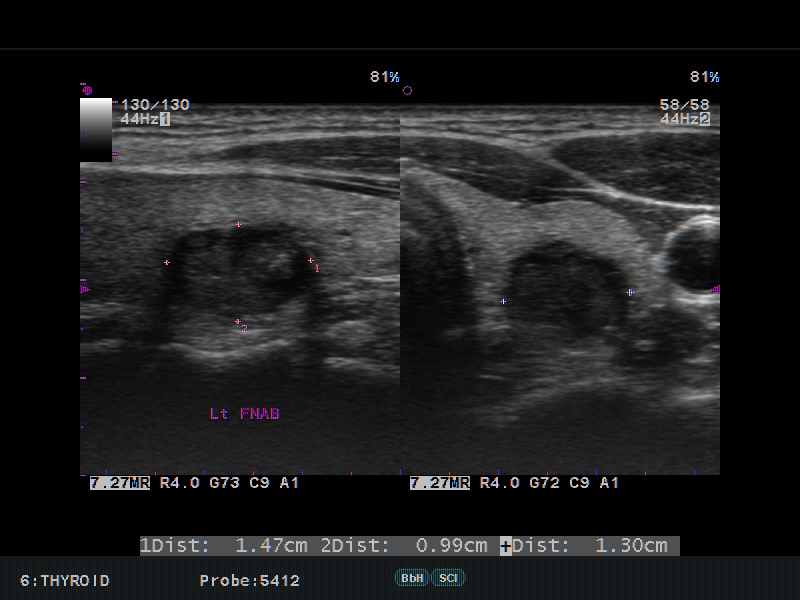 81% 81%
130/130 58/58
44Hz1 44Hz2
1
2
Lt FNAB
7.27MR R4.0 G73 C9 A1 7.27MR R4.0 G72 C9 A1
1Dist: 1.47cm 2Dist: 0.99cm +Dist: 1.30cm
6:THYROID Probe:5412 BbH SCI